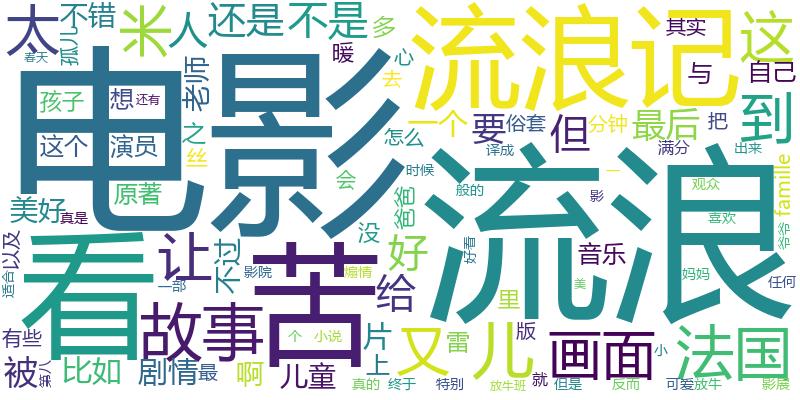 太 不错 米 人 还是 不是 多 流浪记 其实 这
孤儿 春天 暖 心 去 与 自己
电影
孩子 想 还有 老师 一个 要 俗套 但 分钟 最后 把 到
这个 演员 之 丝 怎么 译成 满分 出来
原著 会 爸爸 时候 般的 流浪 影 一 观众 famille
美好 真是 没 喜欢 爷爷
看 让 不过 好 好看 音乐
适合 以及 影院 苦 煽情 妈妈 任何
一部 给 里 美
故事 个 小说 片 又 雷 儿 版 画面 小 法国
有些 上
被 第八 比如 剧情 最 啊 儿童 真的 终于 特别 放牛班 就 但是 反而 可爱 放牛 影展